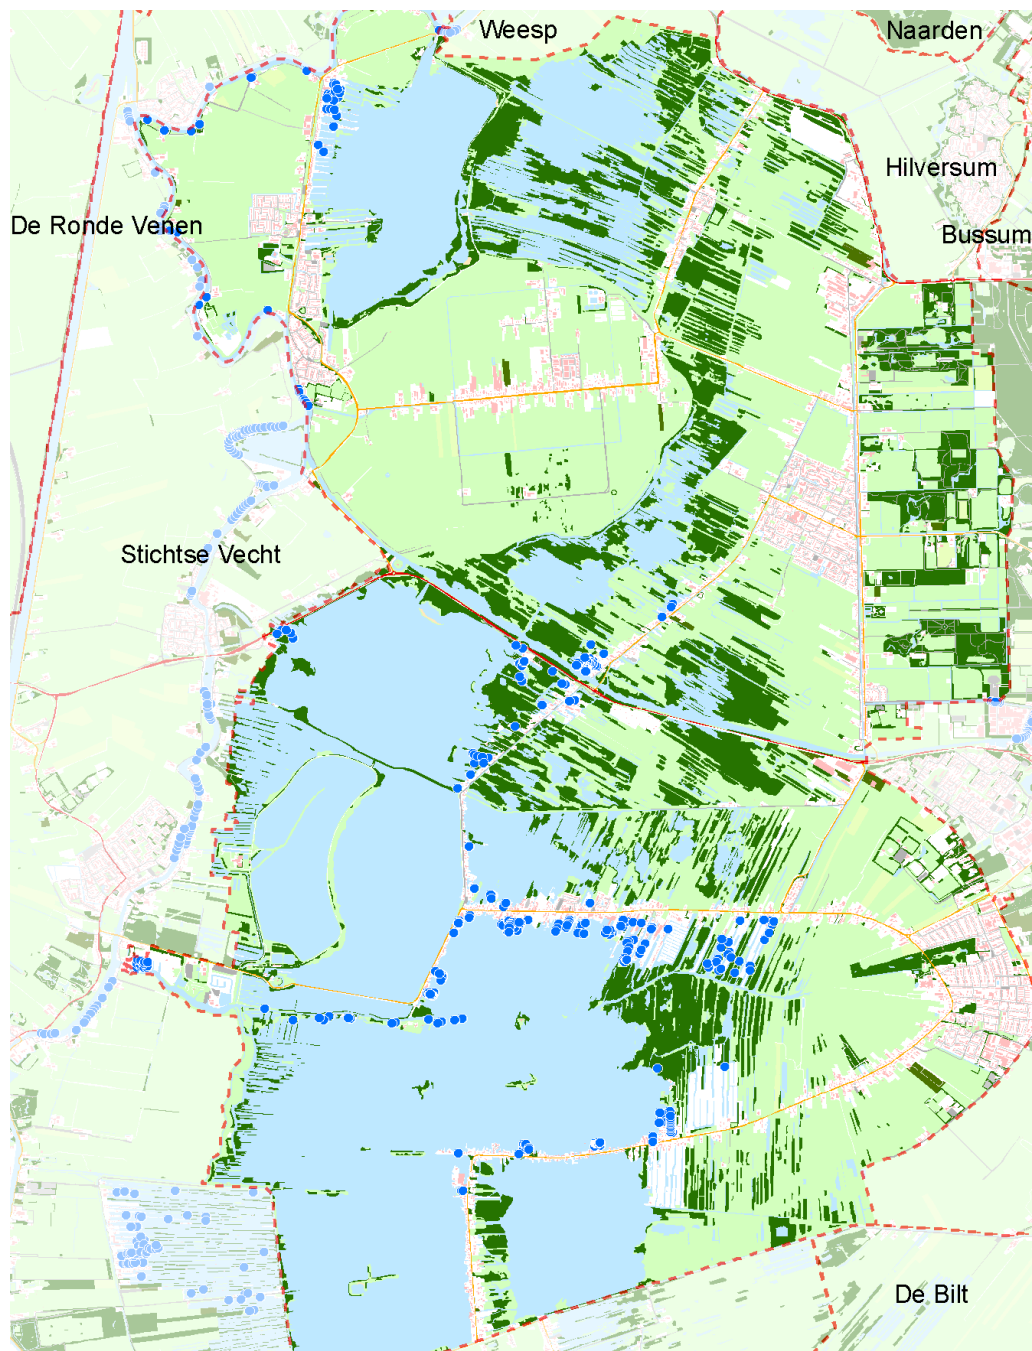 Weesp
Naarden
Hilversum
De Ronde Venen
Bussum
Stichtse Vecht
De Bilt